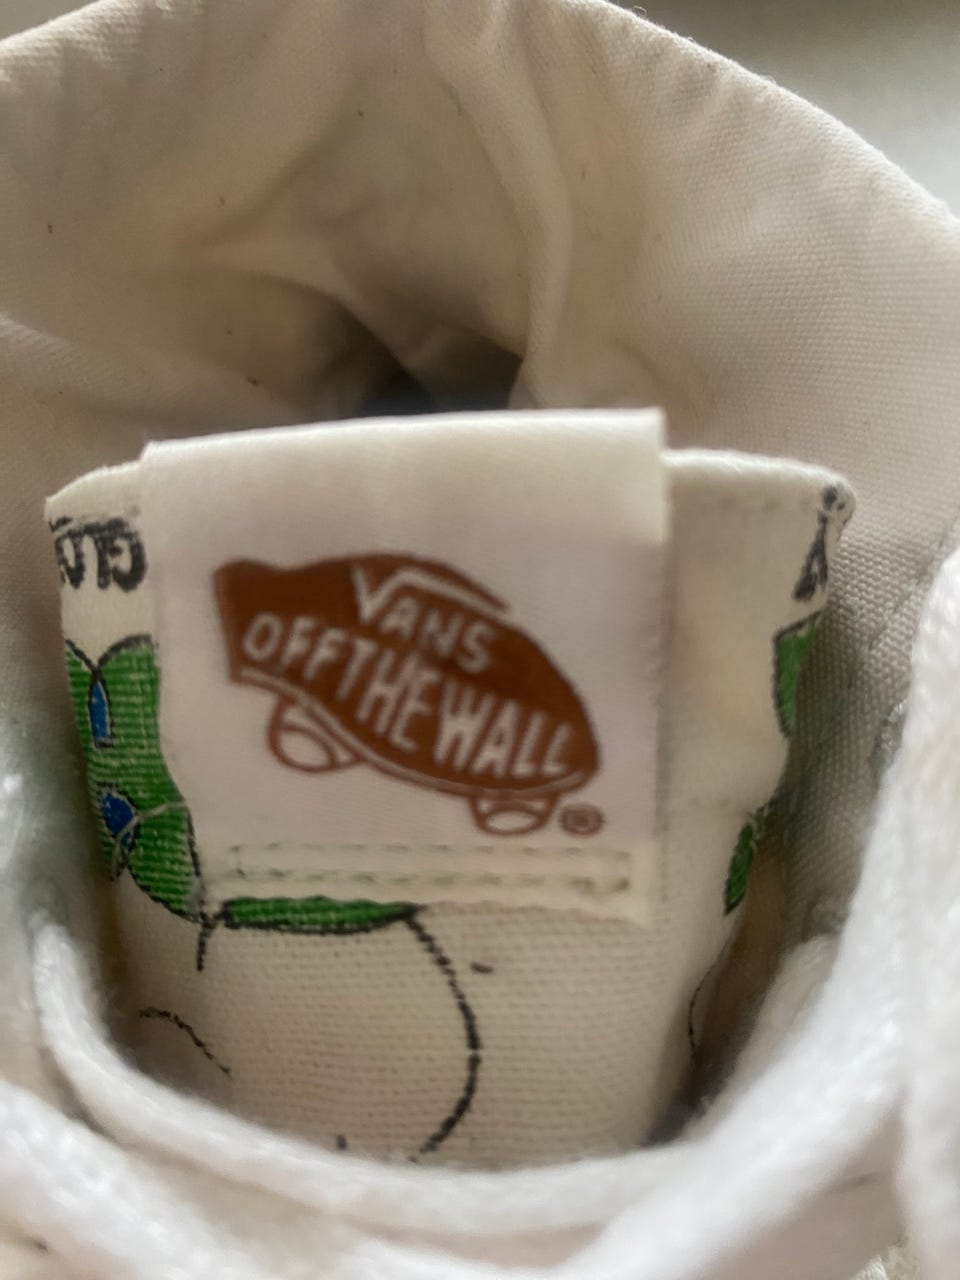 VANS
OFF THE WALL
®